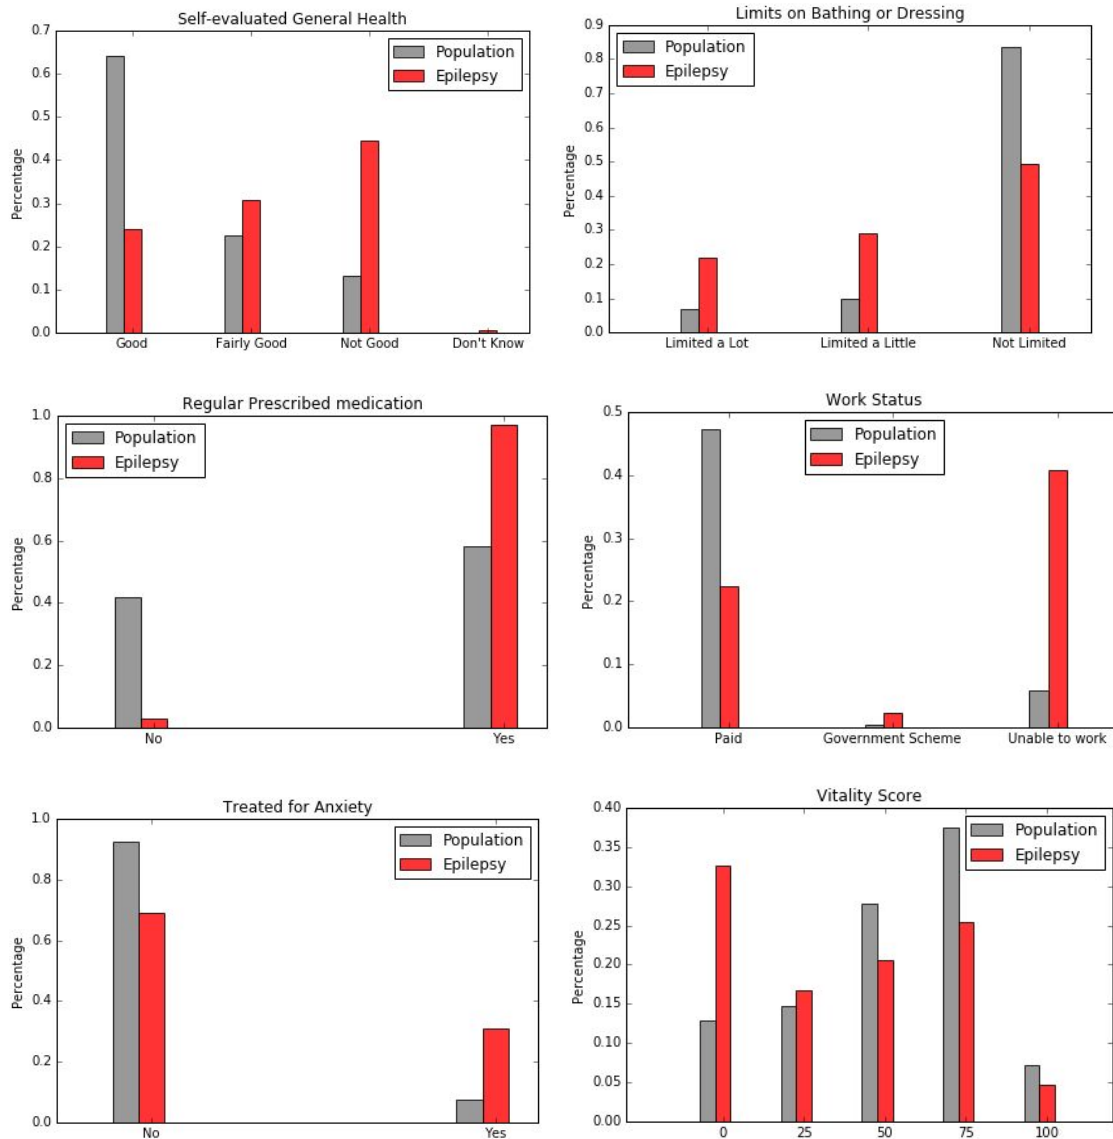 Self-evaluated General Health
Percentage
0.7
0.6
0.5
0.4
0.3
0.2
0.1
0.0
Population
Epilepsy
Good Fairly Good Not Good Don't Know
Limits on Bathing or Dressing
Percentage
0.9
0.8
0.7
0.6
0.5
0.4
0.3
0.2
0.1
0.0
Population
Epilepsy
Limited a Lot Limited a Little Not Limited
Regular Prescribed medication
Percentage
1.0
0.8
0.6
0.4
0.2
0.0
Population
Epilepsy
No Yes
Work Status
Percentage
0.5
0.4
0.3
0.2
0.1
0.0
Population
Epilepsy
Paid Government Scheme Unable to work
Treated for Anxiety
Percentage
1.0
0.8
0.6
0.4
0.2
0.0
Population
Epilepsy
No Yes
Vitality Score
Percentage
0.40
0.35
0.30
0.25
0.20
0.15
0.10
0.05
0.00
Population
Epilepsy
0 25 50 75 100